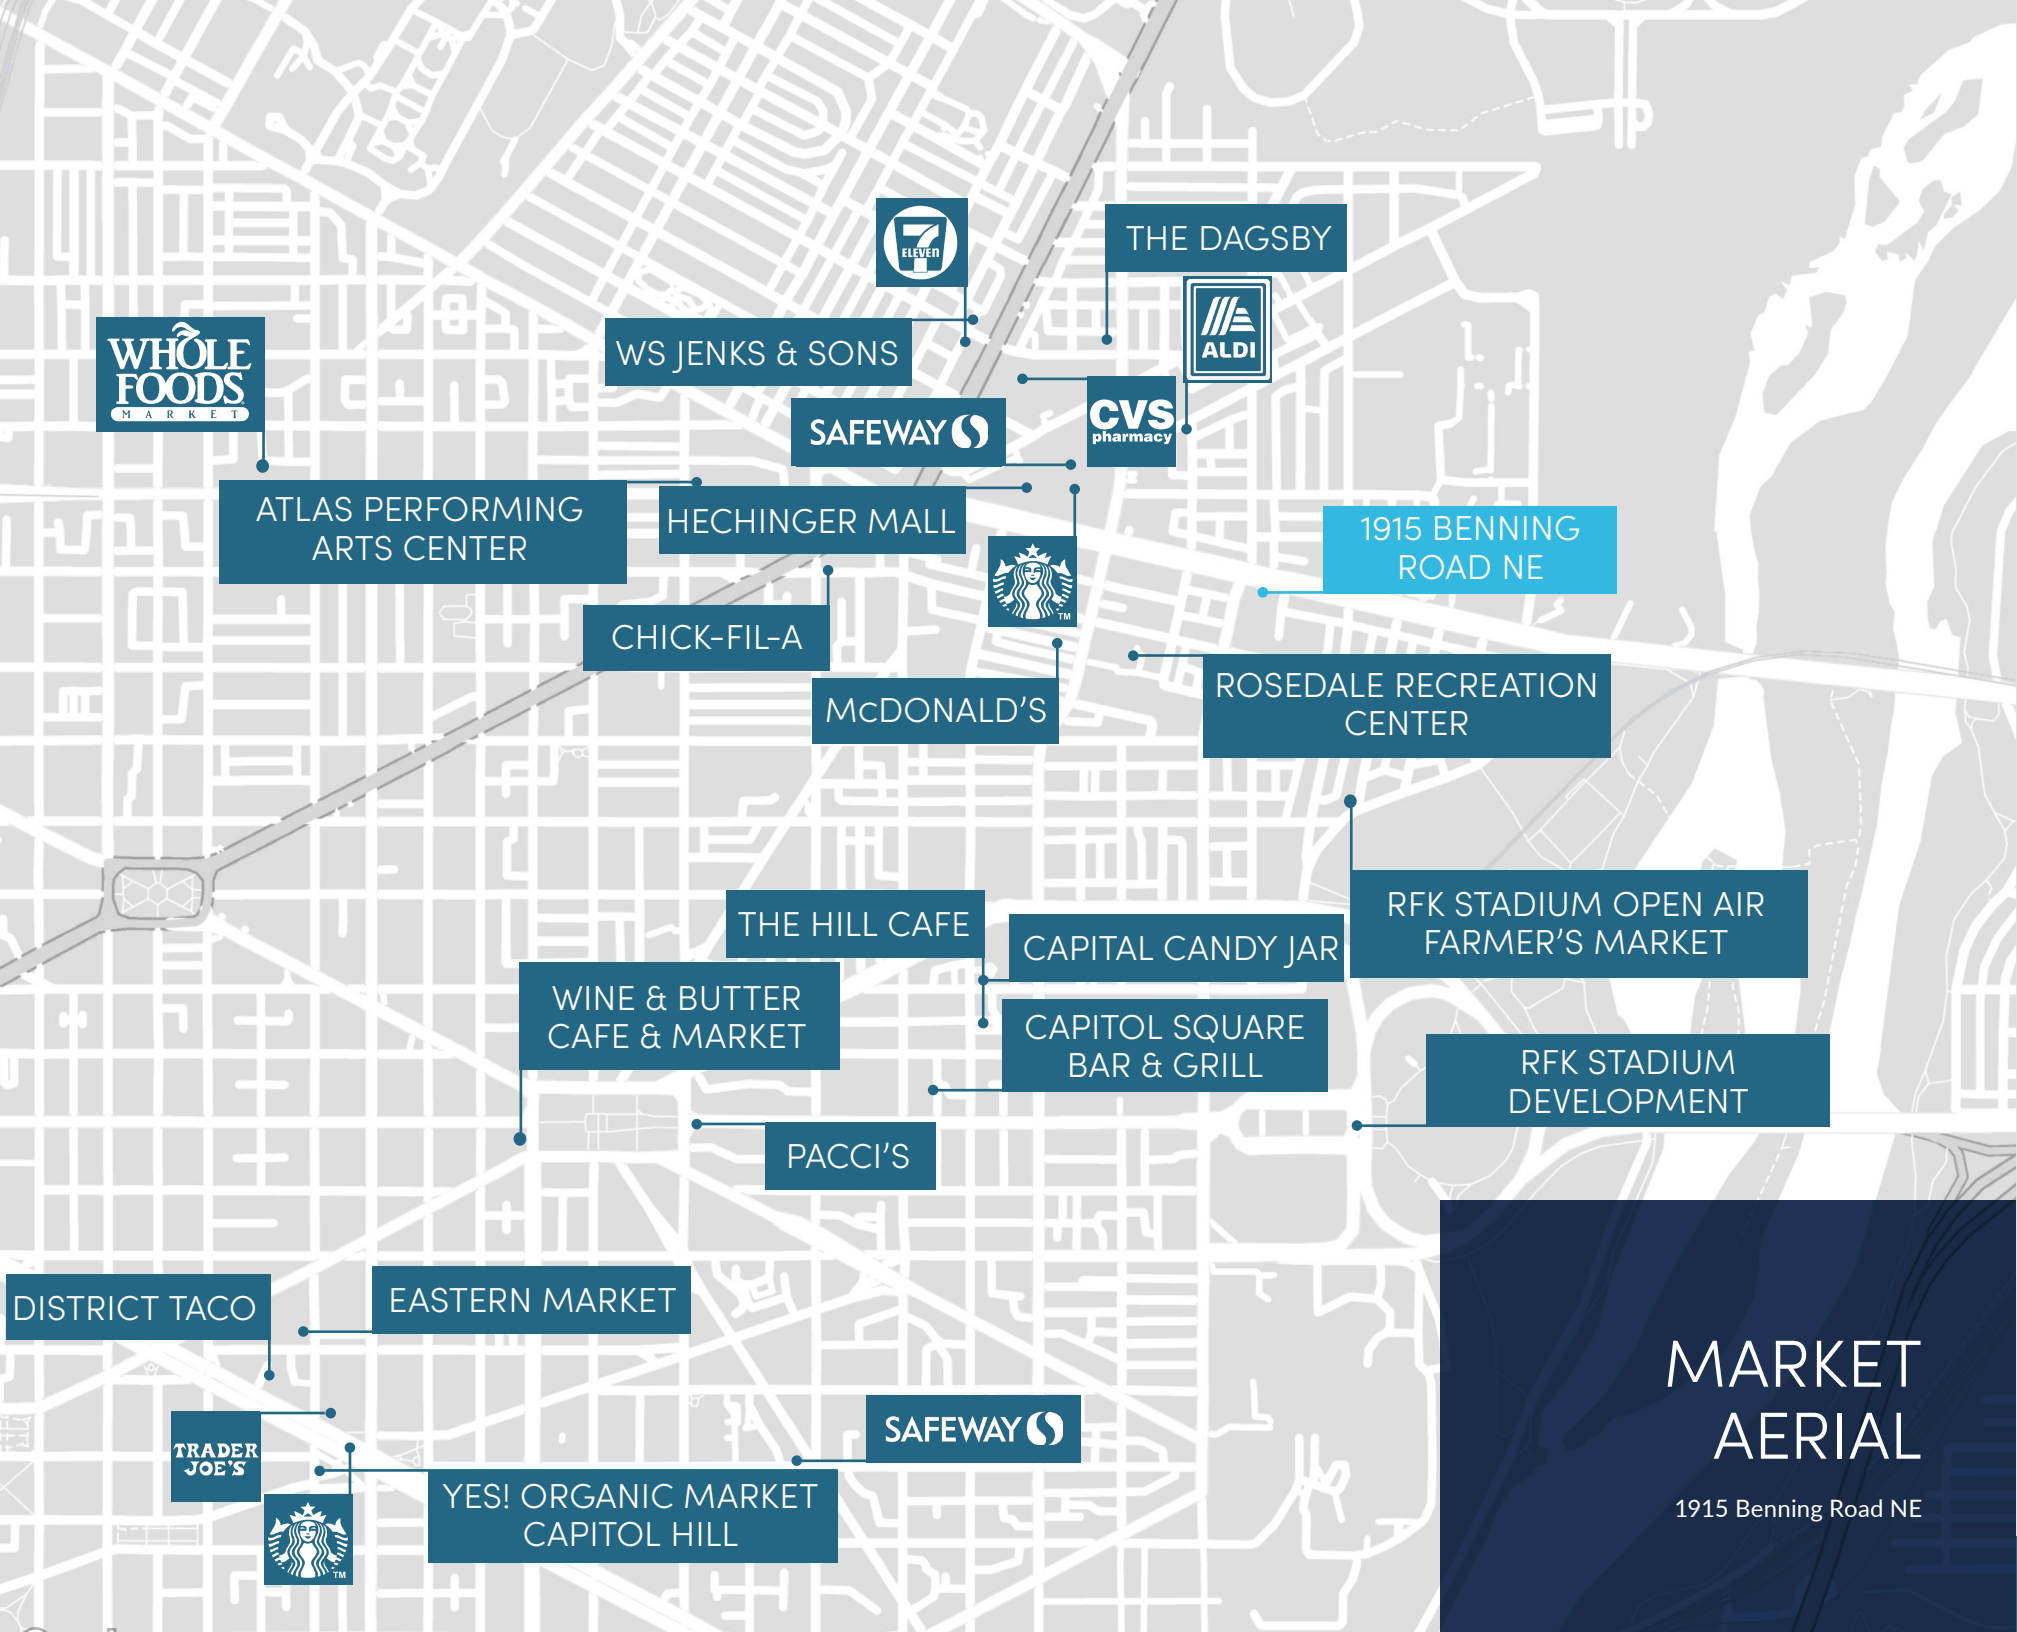 7
ELEVEn
THE DAGSBY
ALDI
WS JENKS & SONS
WHOLE
FOODS
MARKET
CVS
pharmacy
SAFEWAY
ATLAS PERFORMING
ARTS CENTER
HECHINGER MALL
1915 BENNING
ROAD NE
TM
CHICK-FIL-A
McDONALD'S
ROSEDALE RECREATION
CENTER
THE HILL CAFE
CAPITAL CANDY JAR
RFK STADIUM OPEN AIR
FARMER'S MARKET
WINE & BUTTER
CAFE & MARKET
CAPITOL SQUARE
BAR & GRILL
RFK STADIUM
DEVELOPMENT
PACCI'S
DISTRICT TACO
EASTERN MARKET
TRADER
JOE'S
SAFEWAY
YES! ORGANIC MARKET
CAPITOL HILL
TM
MARKET
AERIAL
1915 Benning Road NE